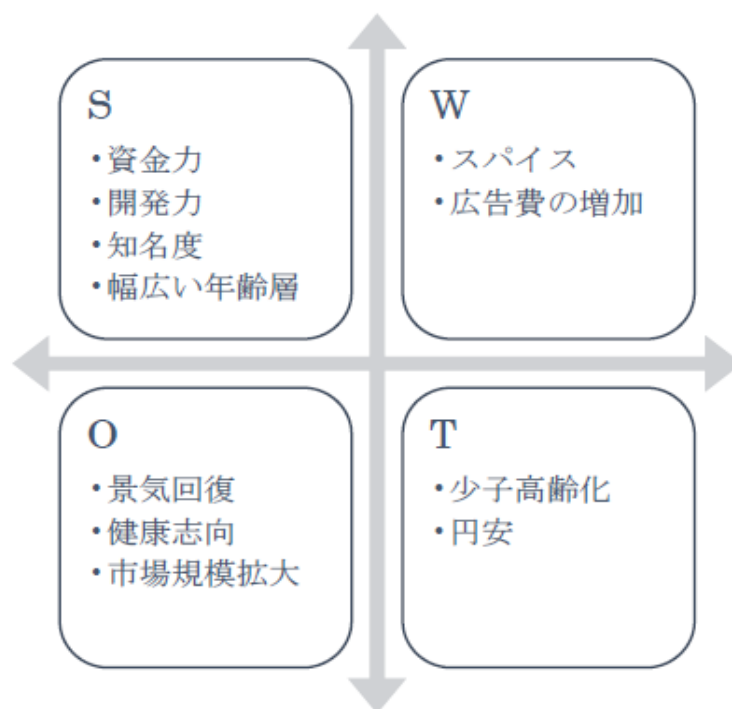 S
・資金力
・開発力
・知名度
・幅広い年齢層
W
・スパイス
・広告費の増加
O
・景気回復
・健康志向
・市場規模拡大
T
・少子高齢化
・円安